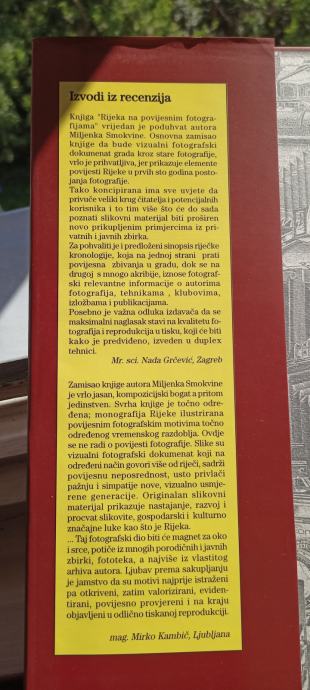 Izvodi iz recenzija
Knjiga "Rijeka na povijesnim fotogra-
fijama" vrijedan je poduhvat autora
Miljenka Smokvine. Osnovna zamisao
knjige da bude vizualni fotografski
dokumenat grada kroz stare fotografije,
vrlo je prihvatljiva, jer prikazuje elemente
povijesti Rijeke u prvih sto godina posto-
janja fotografije.
Tako koncipirana ima sve uvjete da
privuče veliki krug čitatelja i potencijalnih
korisnika i to tim više što će do sada
poznati slikovni materijal biti proširen
novo prikupljenim primjercima iz pri-
vatnih i javnih zbirka.
Za pohvaliti je i predloženi sinopsis riječke
kronologije, koja na jednoj strani prati
povijesna zbivanja u gradu, dok se na
drugoj s mnogo akribije, iznose fotograf-
ski relevantne informacije o autorima
fotografija, tehnikama , klubovima,
izložbama i publikacijama.
Posebno je važna odluka izdavača da se
maksimalni naglasak stavi na kvalitetu fo-
tografija i reprodukcija u tisku, koji će biti
kako je predviđeno, izveden u duplex
tehnici.
Mr. sci. Nada Grčević, Zagreb
Zamisao knjige autora Miljenka Smokvine
je vrlo jasan, kompozicijski bogat a pritom
jedinstven. Svrha knjige je točno odre-
đena; monografija Rijeke ilustrirana
povijesnim fotografskim motivima točno
određenog vremenskog razdoblja. Ovdje
se ne radi o povijesti fotografije. Slike su
vizualni fotografski dokumenat koji na
određeni način govori više od riječi, sadrži
povijesnu neposrednost, usto privlači
pažnju i simpatije nove, vizualno usmje-
rene generacije. Originalan slikovni
materijal prikazuje nastajanje, razvoj i
procvat slikovite, gospodarski i kulturno
značajne luke kao što je Rijeka.
... Taj fotografski dio biti će magnet za oko
i srce, potiče iz mnogih porodičnih i javnih
zbirki, fototeka, a najviše iz vlastitog
arhiva autora. Ljubav prema sakupljanju
je jamstvo da su motivi najprije istraženi
pa otkriveni, zatim valorizirani, eviden-
tirani, povijesno provjereni i na kraju
objavljeni u odlično tiskanoj reprodukciji.
mag. Mirko Kambič, Ljubljana